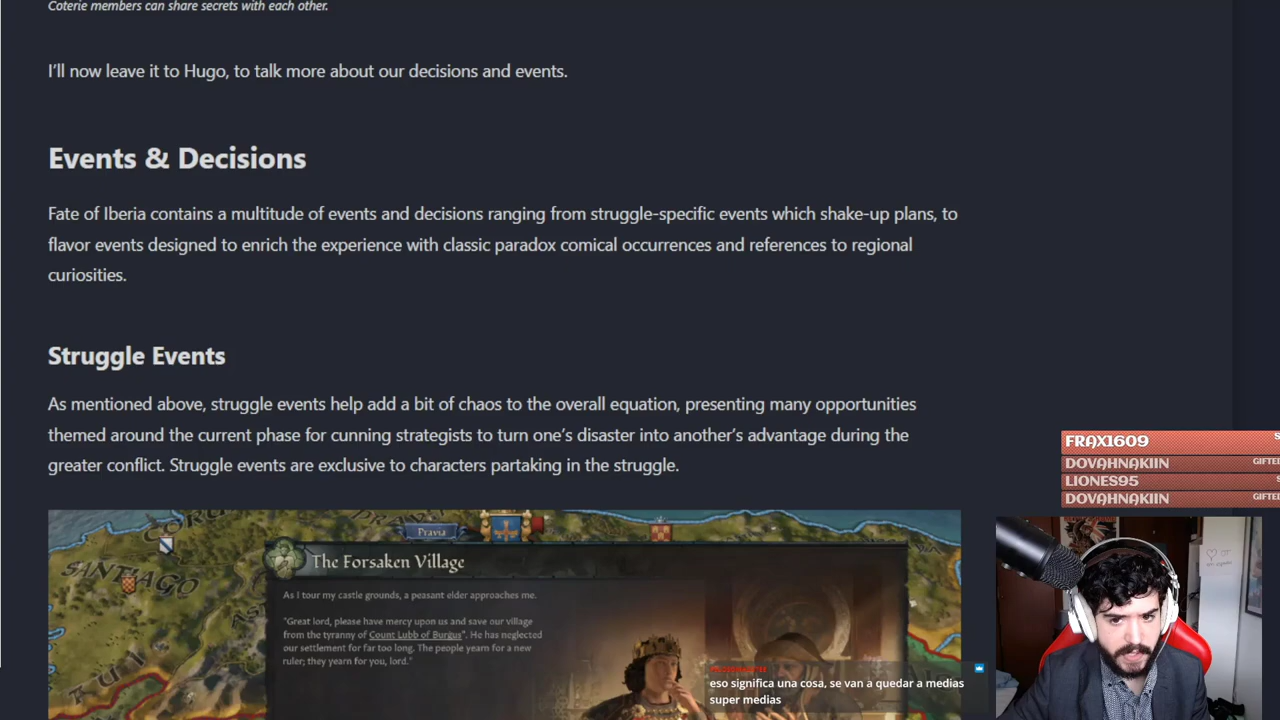 Coterie members can share secrets with each other.
I'll now leave it to Hugo, to talk more about our decisions and events.
Events & Decisions
Fate of Iberia contains a multitude of events and decisions ranging from struggle-specific events which shake-up plans, to
flavor events designed to enrich the experience with classic paradox comical occurrences and references to regional
curiosities.
Struggle Events
As mentioned above, struggle events help add a bit of chaos to the overall equation, presenting many opportunities
themed around the current phase for cunning strategists to turn one's disaster into another's advantage during the
greater conflict. Struggle events are exclusive to characters partaking in the struggle.
Pravia
SANTIAGO
The Forsaken Village
As I tour my castle grounds, a peasant elder approaches me.
"Great lord, please have mercy upon us and save our village
from the tyranny of Count Lubb of Burgus". He has neglected
our settlement for far too long. The people yearn for a new
ruler; they yearn for you, lord."
eso significa una cosa, se van a quedar a medias
super medias
FRAX1609
DOVAHNAKIIN GIFTE
LIONES95
DOVAHNAKIIN GIFTE